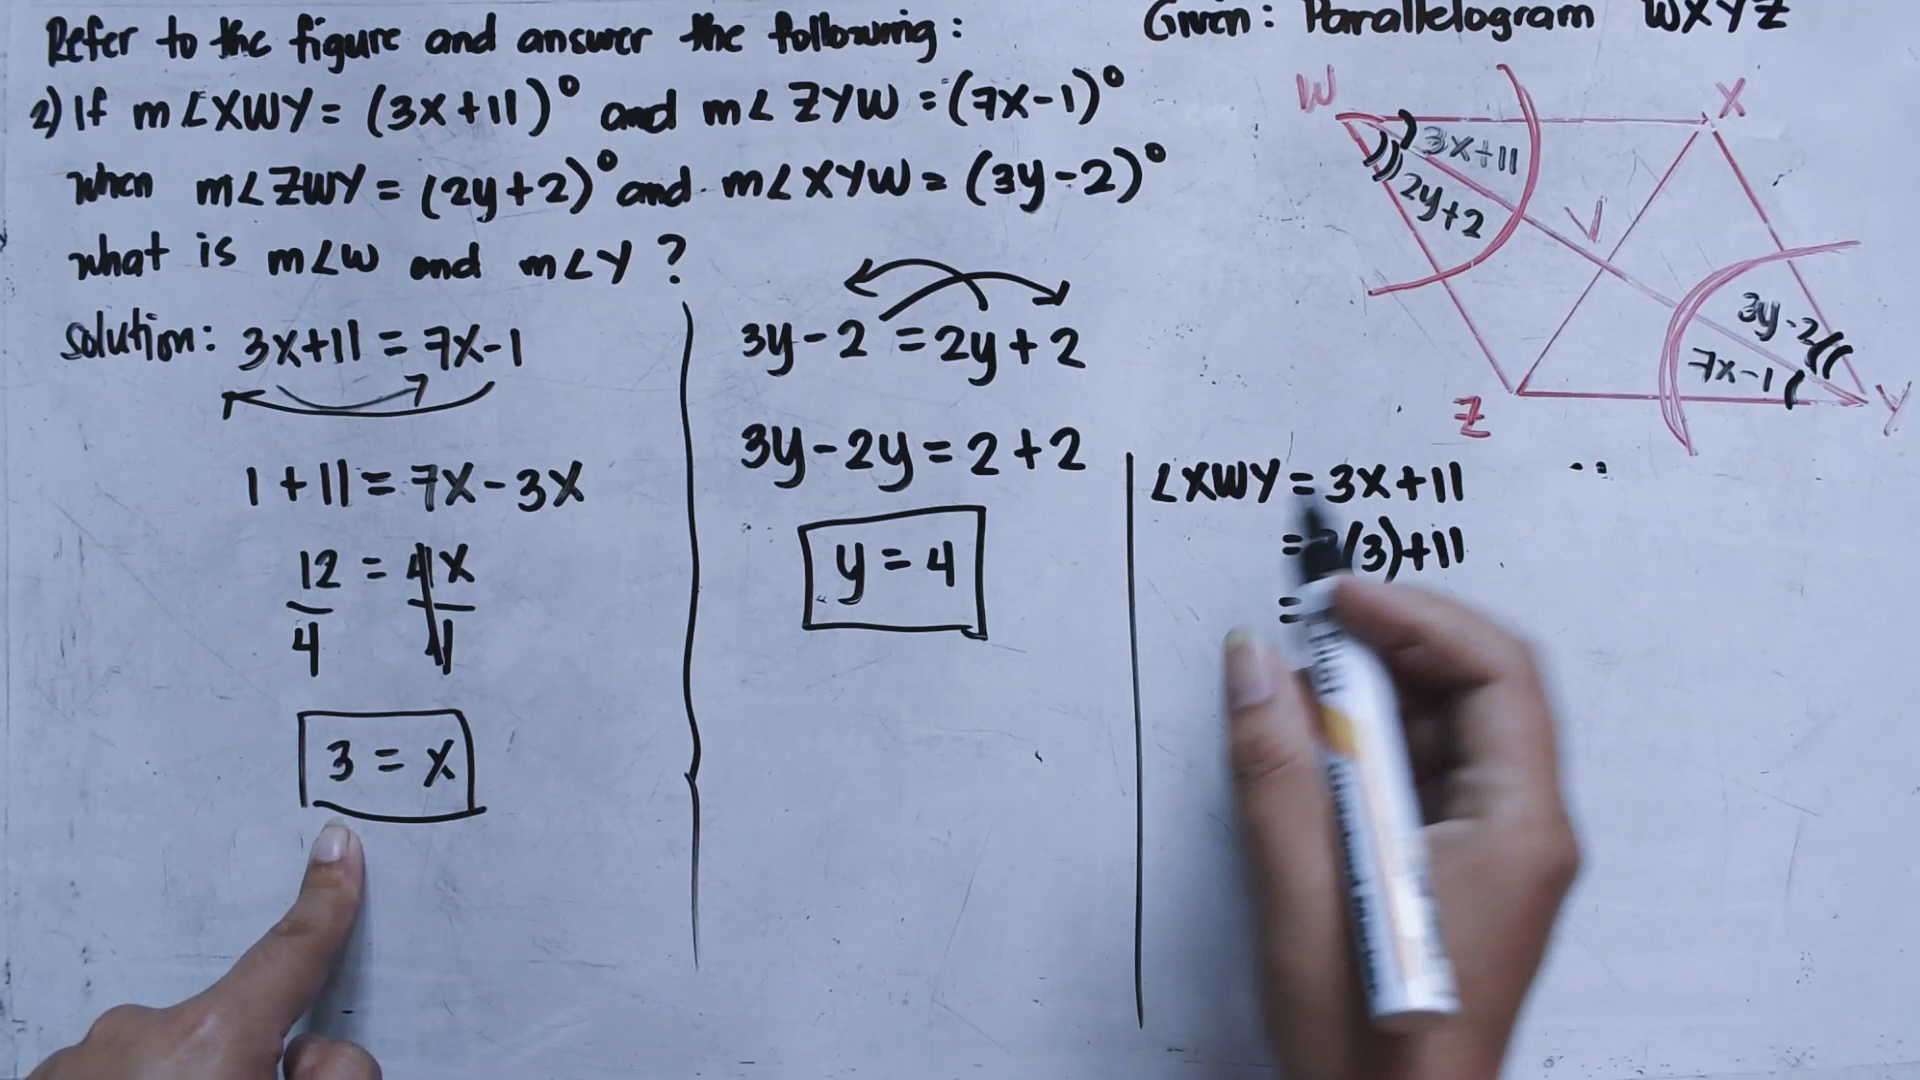 Refer to the figure and answer the following:
2) If m∠XWY = (3x+11)° and m∠ZYW = (7x-1)°
when m∠ZWY = (2y+2)° and m∠XYW = (3y-2)°
what is m∠W and m∠Y ?
Solution: 3x+11 = 7x-1
1+11 = 7x-3x
12 = 4x
4 4
3 = x
3y-2 = 2y+2
3y-2y = 2+2
y = 4
Given: Parallelogram WXYZ
W
X
3x+11
2y+2
V
3y-2
7x-1
Z
Y
∠XWY = 3x+11
= (3)+11
=